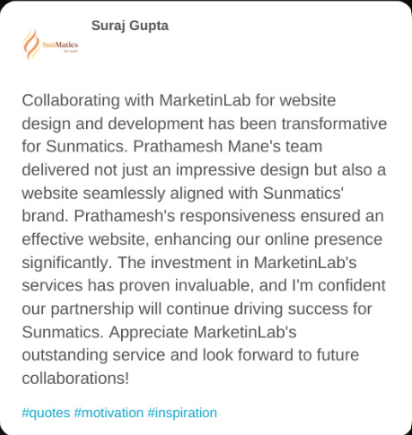 Suraj Gupta
SunMatics
Collaborating with MarketinLab for website
design and development has been transformative
for Sunmatics. Prathamesh Mane's team
delivered not just an impressive design but also a
website seamlessly aligned with Sunmatics'
brand. Prathamesh's responsiveness ensured an
effective website, enhancing our online presence
significantly. The investment in MarketinLab's
services has proven invaluable, and I'm confident
our partnership will continue driving success for
Sunmatics. Appreciate MarketinLab's
outstanding service and look forward to future
collaborations!
#quotes #motivation #inspiration